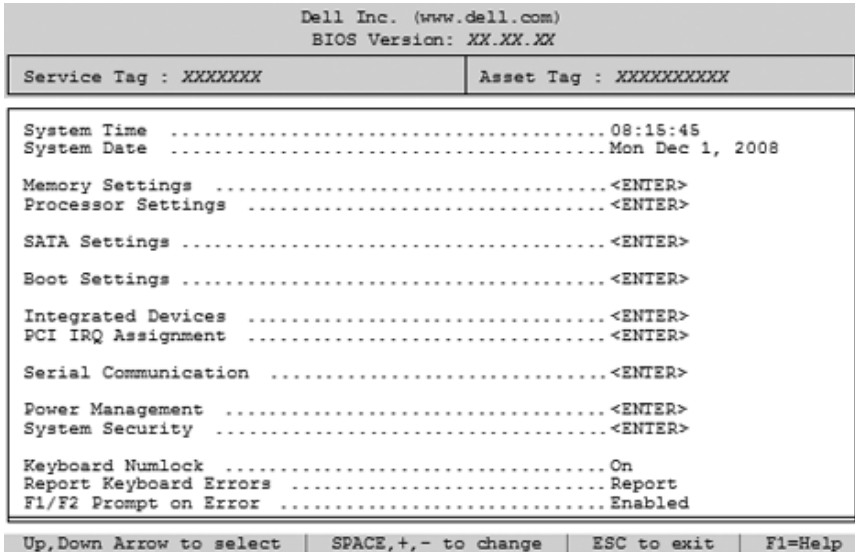 Dell Inc. (www.dell.com)
BIOS Version: XX.XX.XX
Service Tag : XXXXXXX
Asset Tag : XXXXXXXXXX
System Time ........................................ 08:15:45
System Date ........................................ Mon Dec 1, 2008
Memory Settings .................................... <ENTER>
Processor Settings ................................. <ENTER>
SATA Settings ....................................... <ENTER>
Boot Settings ....................................... <ENTER>
Integrated Devices ................................. <ENTER>
PCI IRQ Assignment ................................. <ENTER>
Serial Communication ............................... <ENTER>
Power Management ................................... <ENTER>
System Security .................................... <ENTER>
Keyboard Numlock ................................... On
Report Keyboard Errors ............................. Report
F1/F2 Prompt on Error ................................ Enabled
Up,Down Arrow to select | SPACE,+,- to change | ESC to exit | F1=Help